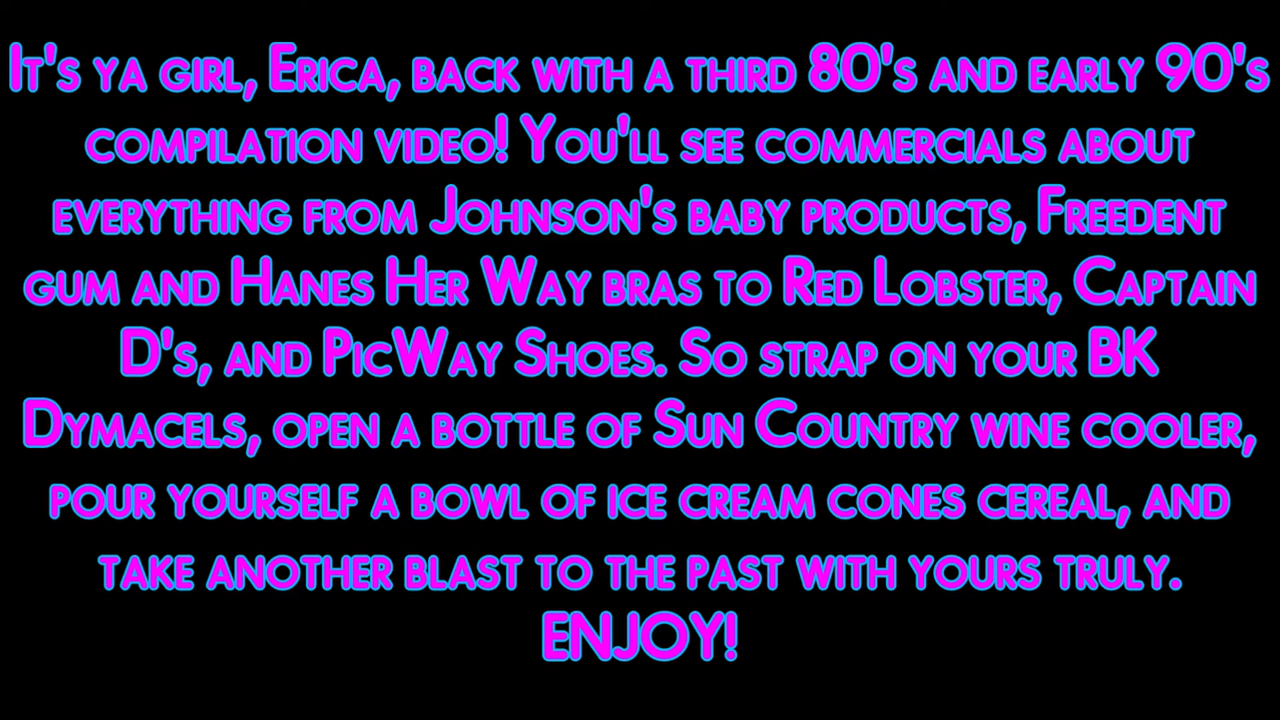 It's ya girl, Erica, back with a third 80's and early 90's
compilation video! You'll see commercials about
everything from Johnson's baby products, Freedent
gum and Hanes Her Way bras to Red Lobster, Captain
D's, and PicWay Shoes. So strap on your BK
Dymacels, open a bottle of Sun Country wine cooler,
pour yourself a bowl of ice cream cones cereal, and
take another blast to the past with yours truly.
ENJOY!